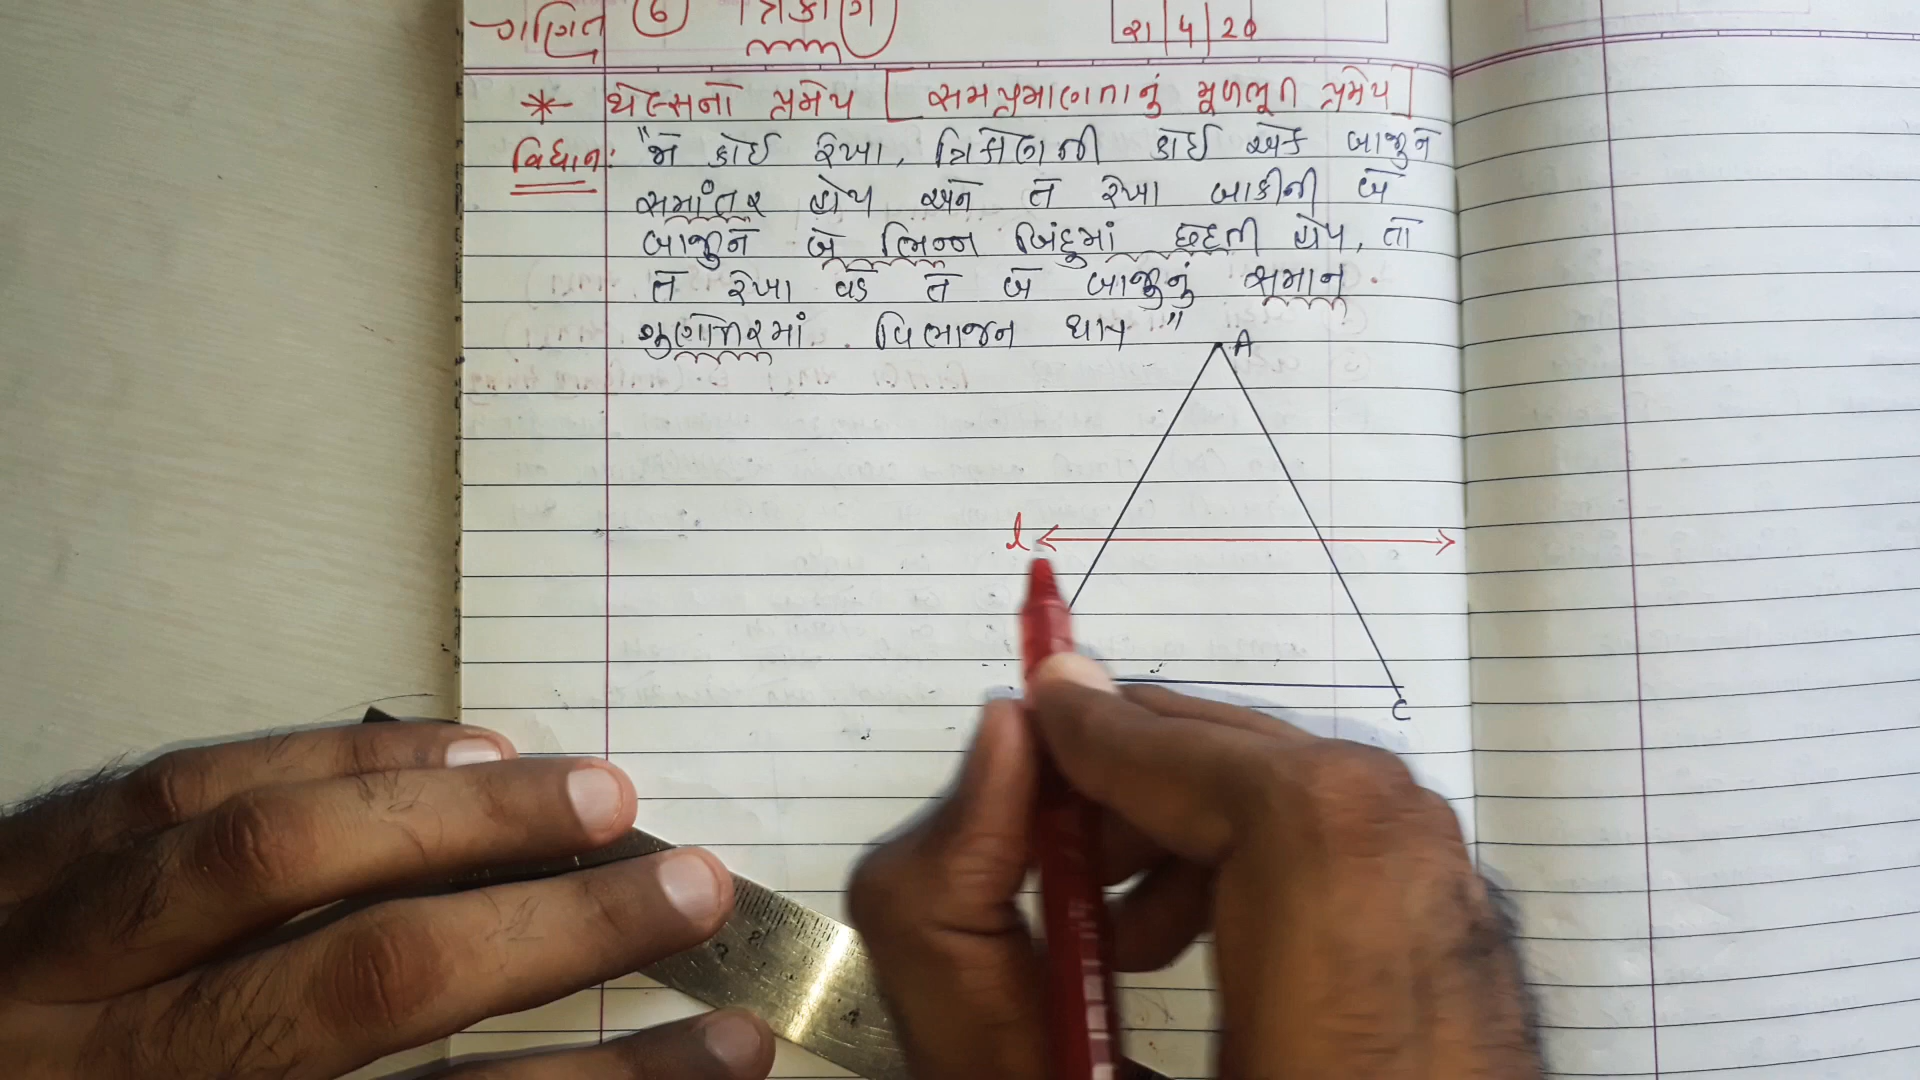 ગણિત 6 ત્રિકોણ
21/4/20
* થેલ્સનો પ્રમેય [સમપ્રમાણતાનું મૂળભૂત પ્રમેય]
વિધાન: "જો કોઈ રેખા, ત્રિકોણની કોઈ એક બાજુને
સમાંતર હોય અને તે રેખા બાકીની બે
બાજુને બે ભિન્ન બિંદુમાં છેદતી હોય, તો
તે રેખા વડે તે બે બાજુનું સમાન
ગુણોત્તરમાં વિભાજન થાય"
A
l
C